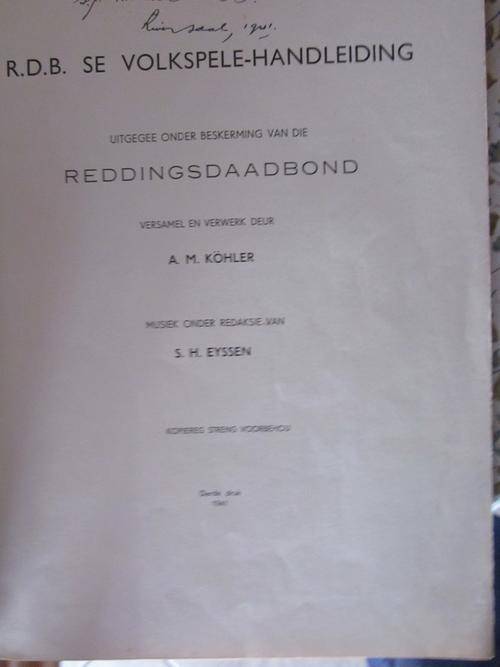 R.D.B. SE VOLKSPELE-HANDLEIDING
UITGEGEE ONDER BESKERMING VAN DIE
REDDINGSDAADBOND
VERSAMEL EN VERWERK DEUR
A. M. KÖHLER
MUSIEK ONDER REDAKSIE VAN
S. H. EYSSEN
KOPIEREG STRENG VOORBEHOU
Derde druk